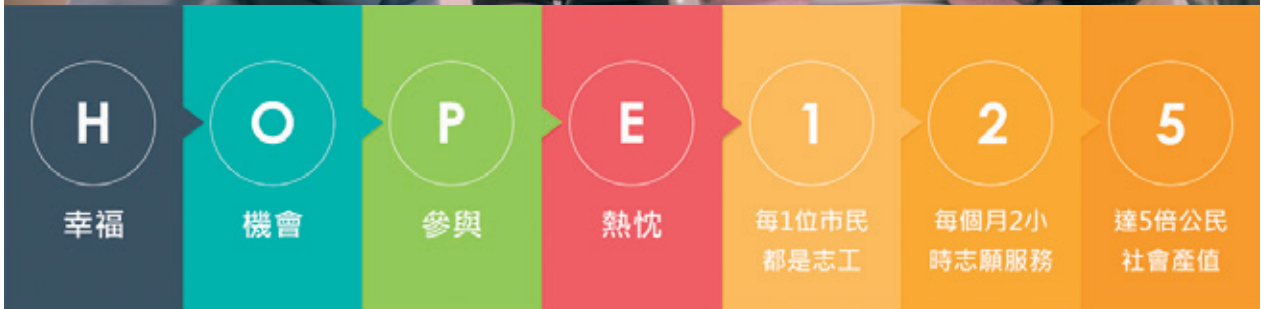 H
幸福
O
機會
P
參與
E
熱忱
1
每1位市民
都是志工
2
每個月2小
時志願服務
5
達5倍公民
社會產值